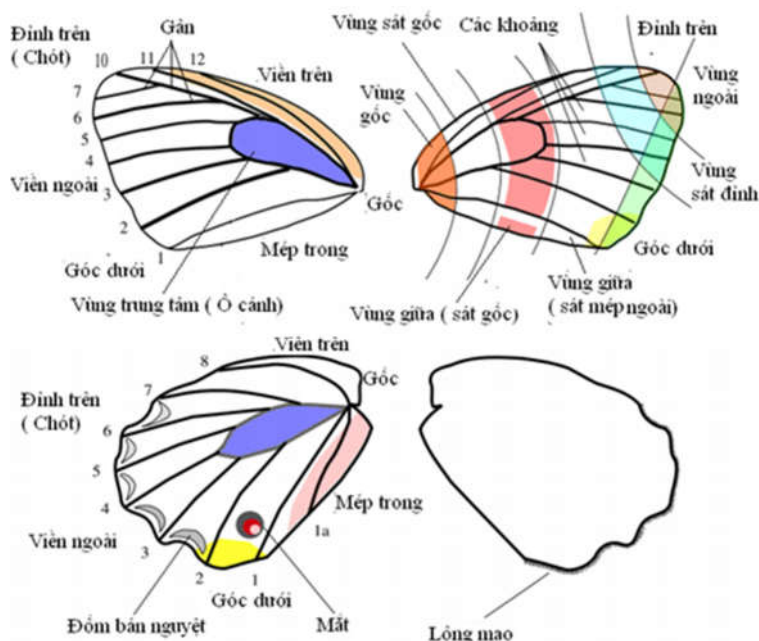 Đỉnh trên
( Chót)
Gân
10
11
12
7
6
5
4
3
2
1
Viền trên
Viền ngoài
Góc dưới
Mép trong
Vùng trung tâm ( Ô cánh)
Gốc
Vùng sát gốc
Các khoảng
Đỉnh trên
Vùng
gốc
Vùng
ngoài
Vùng
sát đỉnh
Góc dưới
Vùng giữa
( sát mép ngoài)
Vùng giữa ( sát gốc)
Viền trên
Gốc
8
7
Đỉnh trên
( Chót)
6
5
4
3
2
1
1a
Mép trong
Viền ngoài
Góc dưới
Đốm bán nguyệt
Mắt
Lông mao